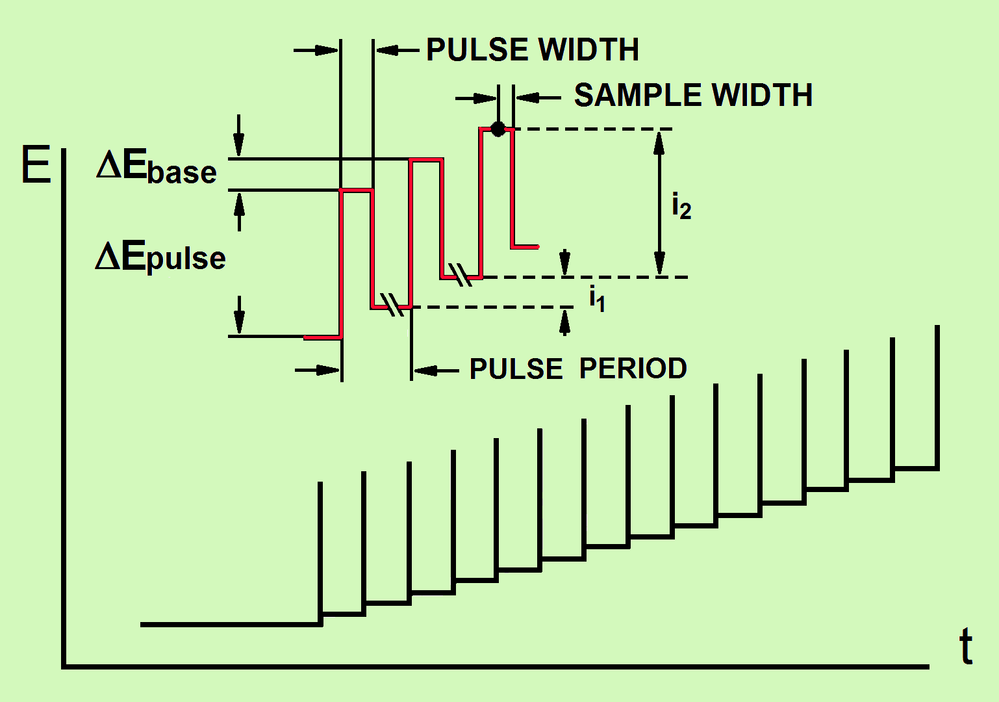 PULSE WIDTH
SAMPLE WIDTH
E
ΔEbase
i2
ΔEpulse
i1
PULSE PERIOD
t